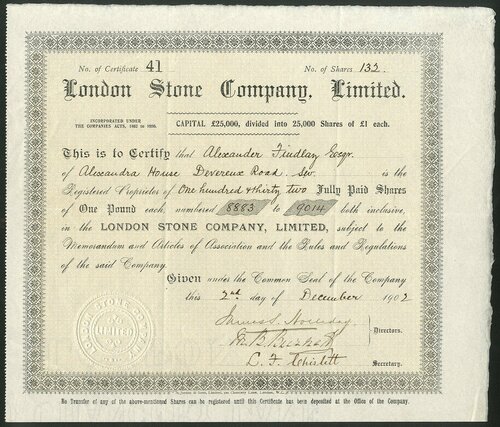 No. of Certificate 41 No. of Shares 132.
London Stone Company, Limited.
INCORPORATED UNDER
THE COMPANIES ACTS, 1862 TO 1898.
CAPITAL £25,000, divided into 25,000 Shares of £1 each.
This is to Certify that Alexander Findlay Esqr.
of Alexandra House Devereux Road. SW. is the
Registered Proprietor of One hundred & thirty two Fully Paid Shares
of One Pound each, numbered 8883 to 9014 both inclusive,
in the LONDON STONE COMPANY, LIMITED, subject to the
Memorandum and Articles of Association and the Rules and Regulations
of the said Company.
Given under the Common Seal of the Company
this 2nd day of December 1902
Directors.
Secretary.
LONDON STONE COMPANY
LIMITED
No Transfer of any of the above-mentioned Shares can be registered until this Certificate has been deposited at the Office of the Company.